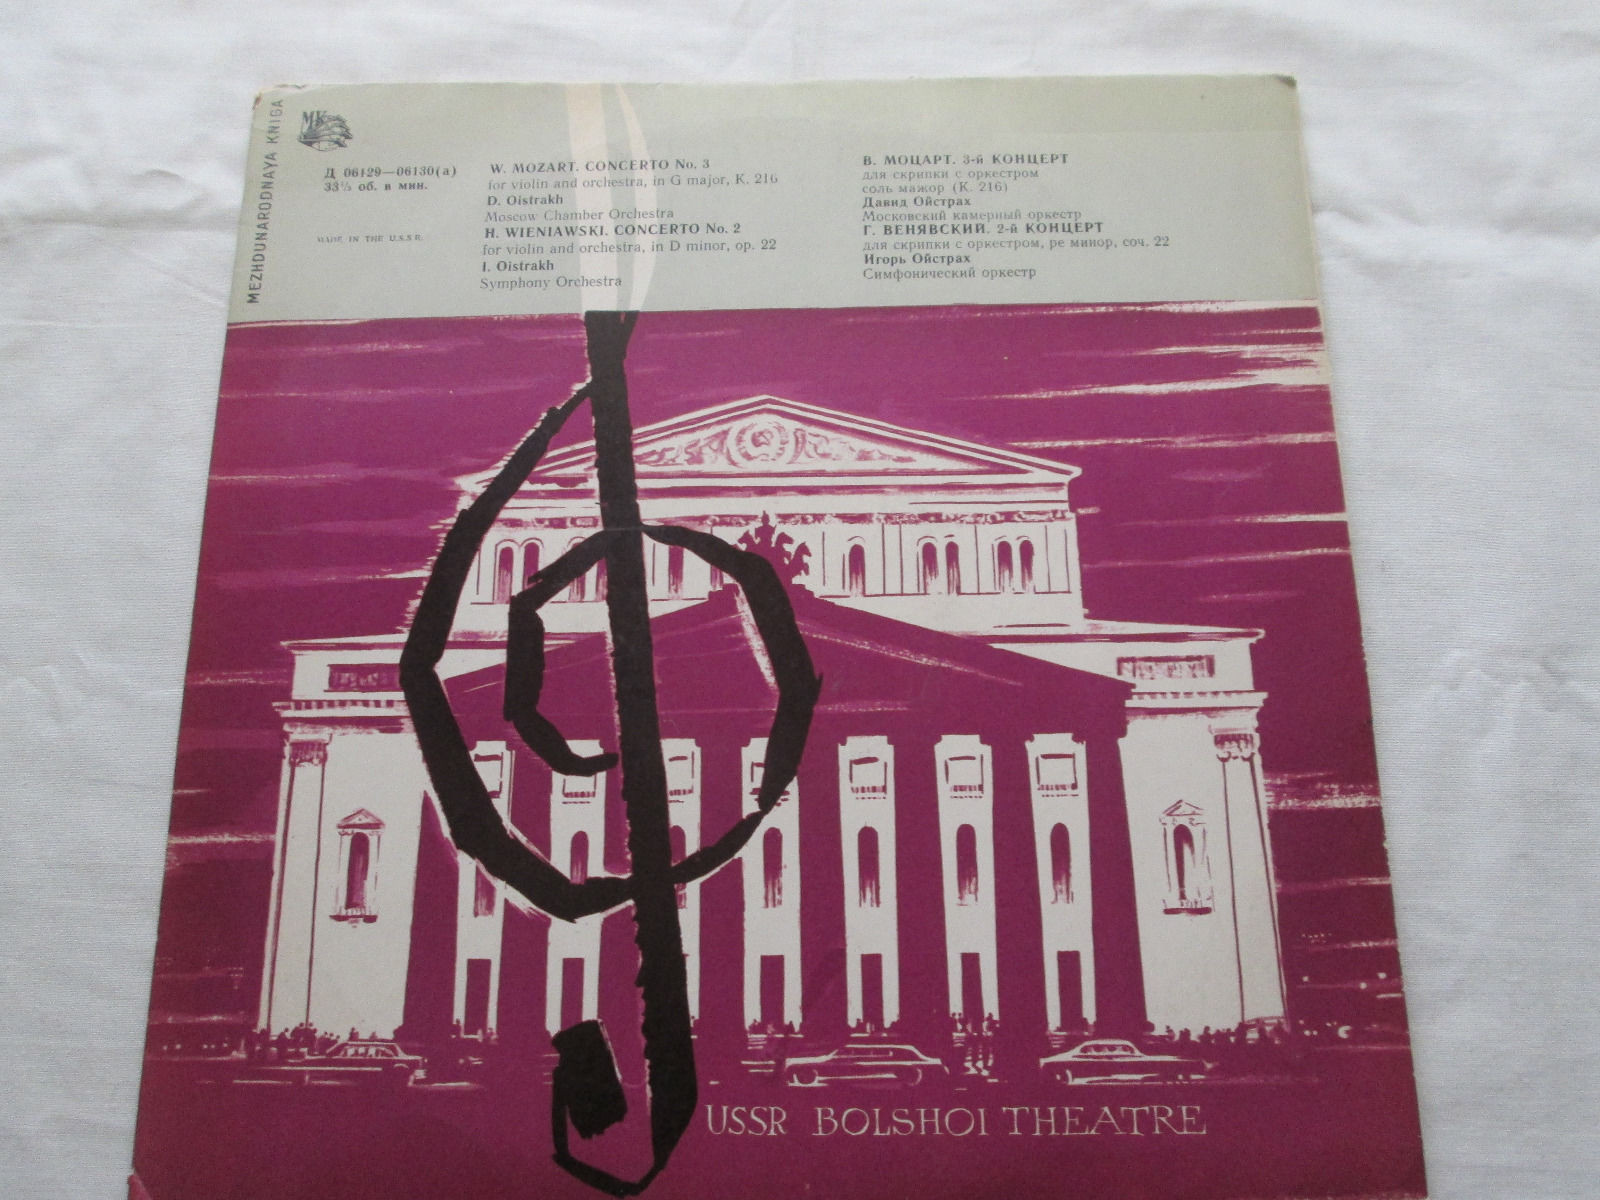 MEZHDUNARODNAYA KNIGA
MK
Д 06129—06130(а)
33⅓ об. в мин.
MADE IN THE U.S.S.R.
W. MOZART. CONCERTO No. 3
for violin and orchestra, in G major, K. 216
D. Oistrakh
Moscow Chamber Orchestra
H. WIENIAWSKI. CONCERTO No. 2
for violin and orchestra, in D minor, op. 22
I. Oistrakh
Symphony Orchestra
В. МОЦАРТ. 3-й КОНЦЕРТ
для скрипки с оркестром
соль мажор (К. 216)
Давид Ойстрах
Московский камерный оркестр
Г. ВЕНЯВСКИЙ. 2-й КОНЦЕРТ
для скрипки с оркестром, ре минор, соч. 22
Игорь Ойстрах
Симфонический оркестр
USSR BOLSHOI THEATRE